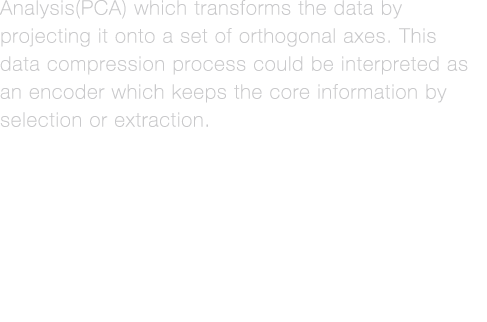 Analysis(PCA) which transforms the data by
projecting it onto a set of orthogonal axes. This
data compression process could be interpreted as
an encoder which keeps the core information by
selection or extraction.